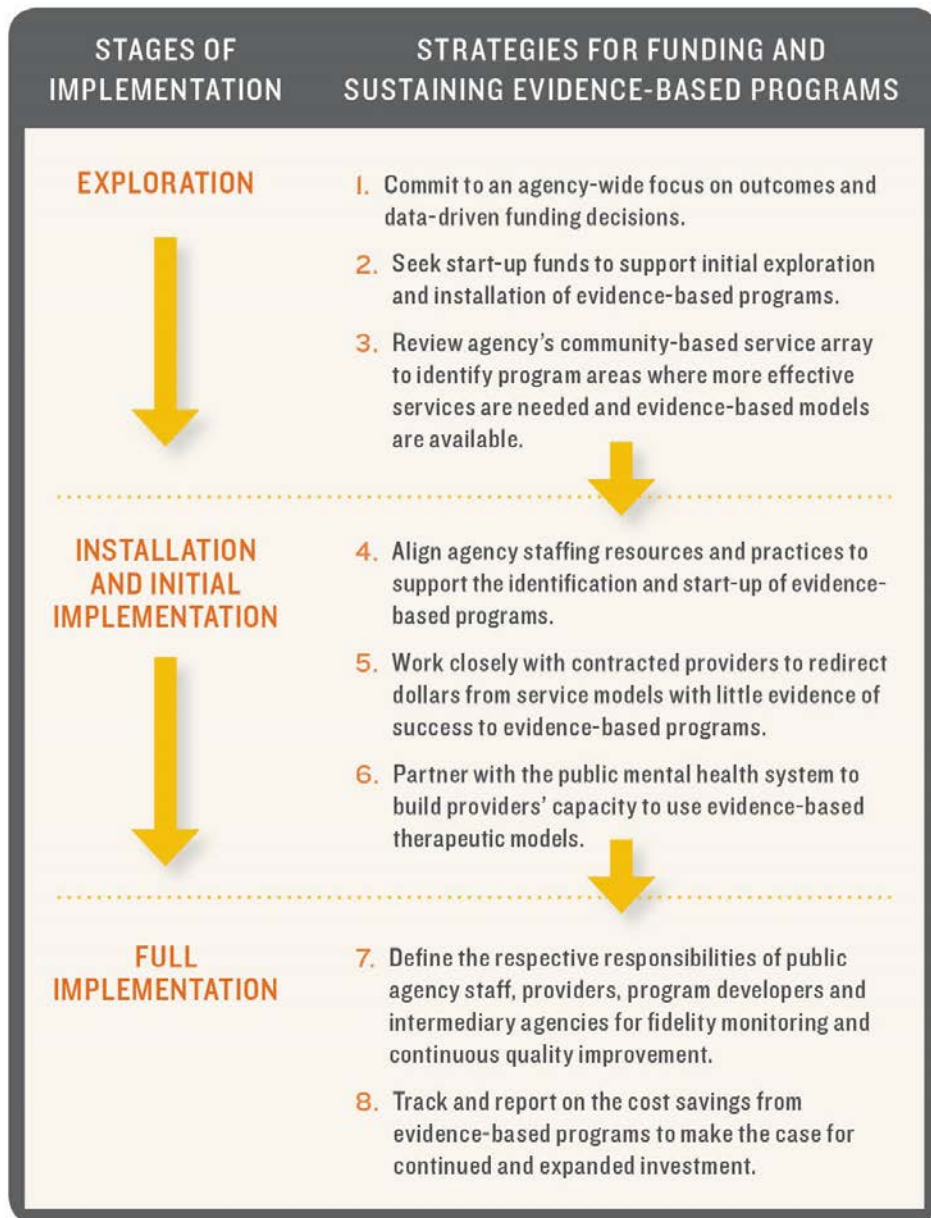 STAGES OF
IMPLEMENTATION
STRATEGIES FOR FUNDING AND
SUSTAINING EVIDENCE-BASED PROGRAMS
EXPLORATION
1. Commit to an agency-wide focus on outcomes and
data-driven funding decisions.
2. Seek start-up funds to support initial exploration
and installation of evidence-based programs.
3. Review agency's community-based service array
to identify program areas where more effective
services are needed and evidence-based models
are available.
INSTALLATION
AND INITIAL
IMPLEMENTATION
4. Align agency staffing resources and practices to
support the identification and start-up of evidence-
based programs.
5. Work closely with contracted providers to redirect
dollars from service models with little evidence of
success to evidence-based programs.
6. Partner with the public mental health system to
build providers' capacity to use evidence-based
therapeutic models.
FULL
IMPLEMENTATION
7. Define the respective responsibilities of public
agency staff, providers, program developers and
intermediary agencies for fidelity monitoring and
continuous quality improvement.
8. Track and report on the cost savings from
evidence-based programs to make the case for
continued and expanded investment.